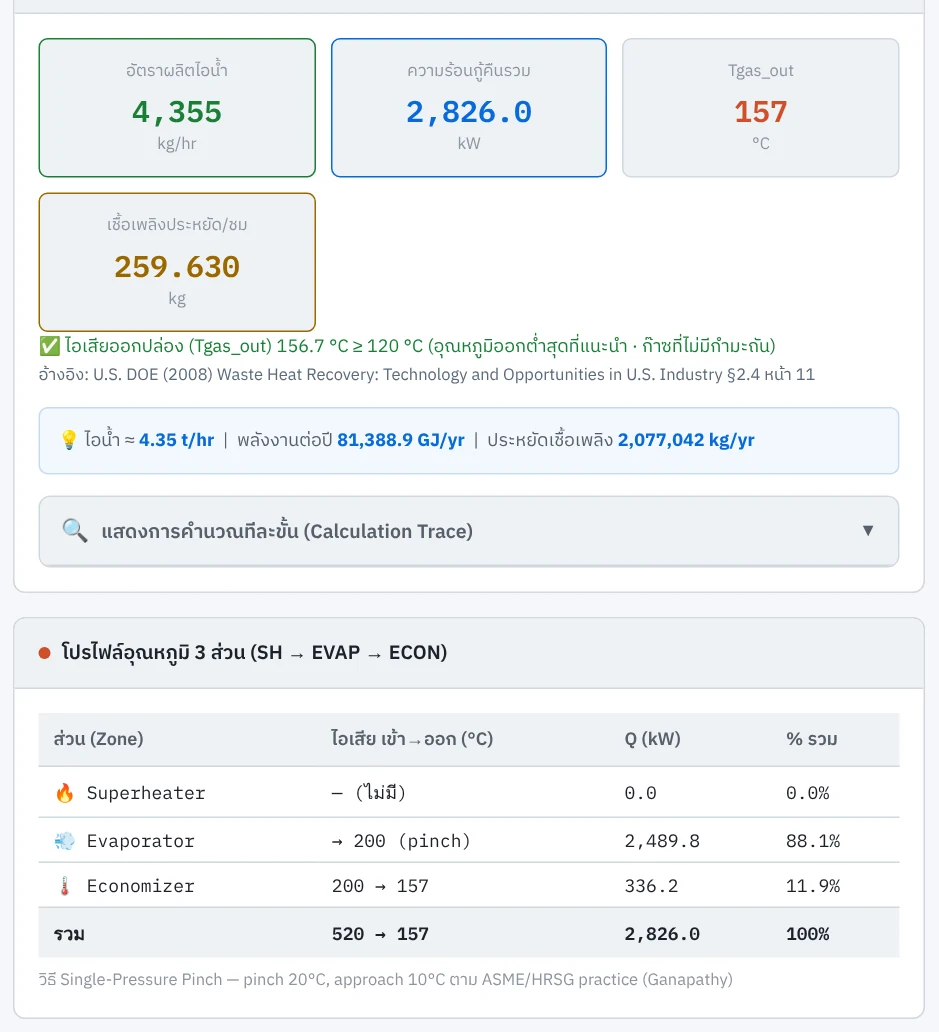 อัตราผลิตไอน้ำ
4,355
kg/hr
ความร้อนกู้คืนรวม
2,826.0
kW
Tgas_out
157
°C
เชื้อเพลิงประหยัด/ชม
259.630
kg
✅ ไอเสียออกปล่อง (Tgas_out) 156.7 °C ≥ 120 °C (อุณหภูมิออกต่ำสุดที่แนะนำ · ก๊าซที่ไม่มีกำมะถัน)
อ้างอิง: U.S. DOE (2008) Waste Heat Recovery: Technology and Opportunities in U.S. Industry §2.4 หน้า 11
💡 ไอน้ำ ≈ 4.35 t/hr | พลังงานต่อปี 81,388.9 GJ/yr | ประหยัดเชื้อเพลิง 2,077,042 kg/yr
🔍 แสดงการคำนวณทีละขั้น (Calculation Trace) ▼
โปรไฟล์อุณหภูมิ 3 ส่วน (SH → EVAP → ECON)
ส่วน (Zone) ไอเสีย เข้า→ออก (°C) Q (kW) % รวม
🔥 Superheater — (ไม่มี) 0.0 0.0%
💨 Evaporator → 200 (pinch) 2,489.8 88.1%
🌡️ Economizer 200 → 157 336.2 11.9%
รวม 520 → 157 2,826.0 100%
วิธี Single-Pressure Pinch — pinch 20°C, approach 10°C ตาม ASME/HRSG practice (Ganapathy)